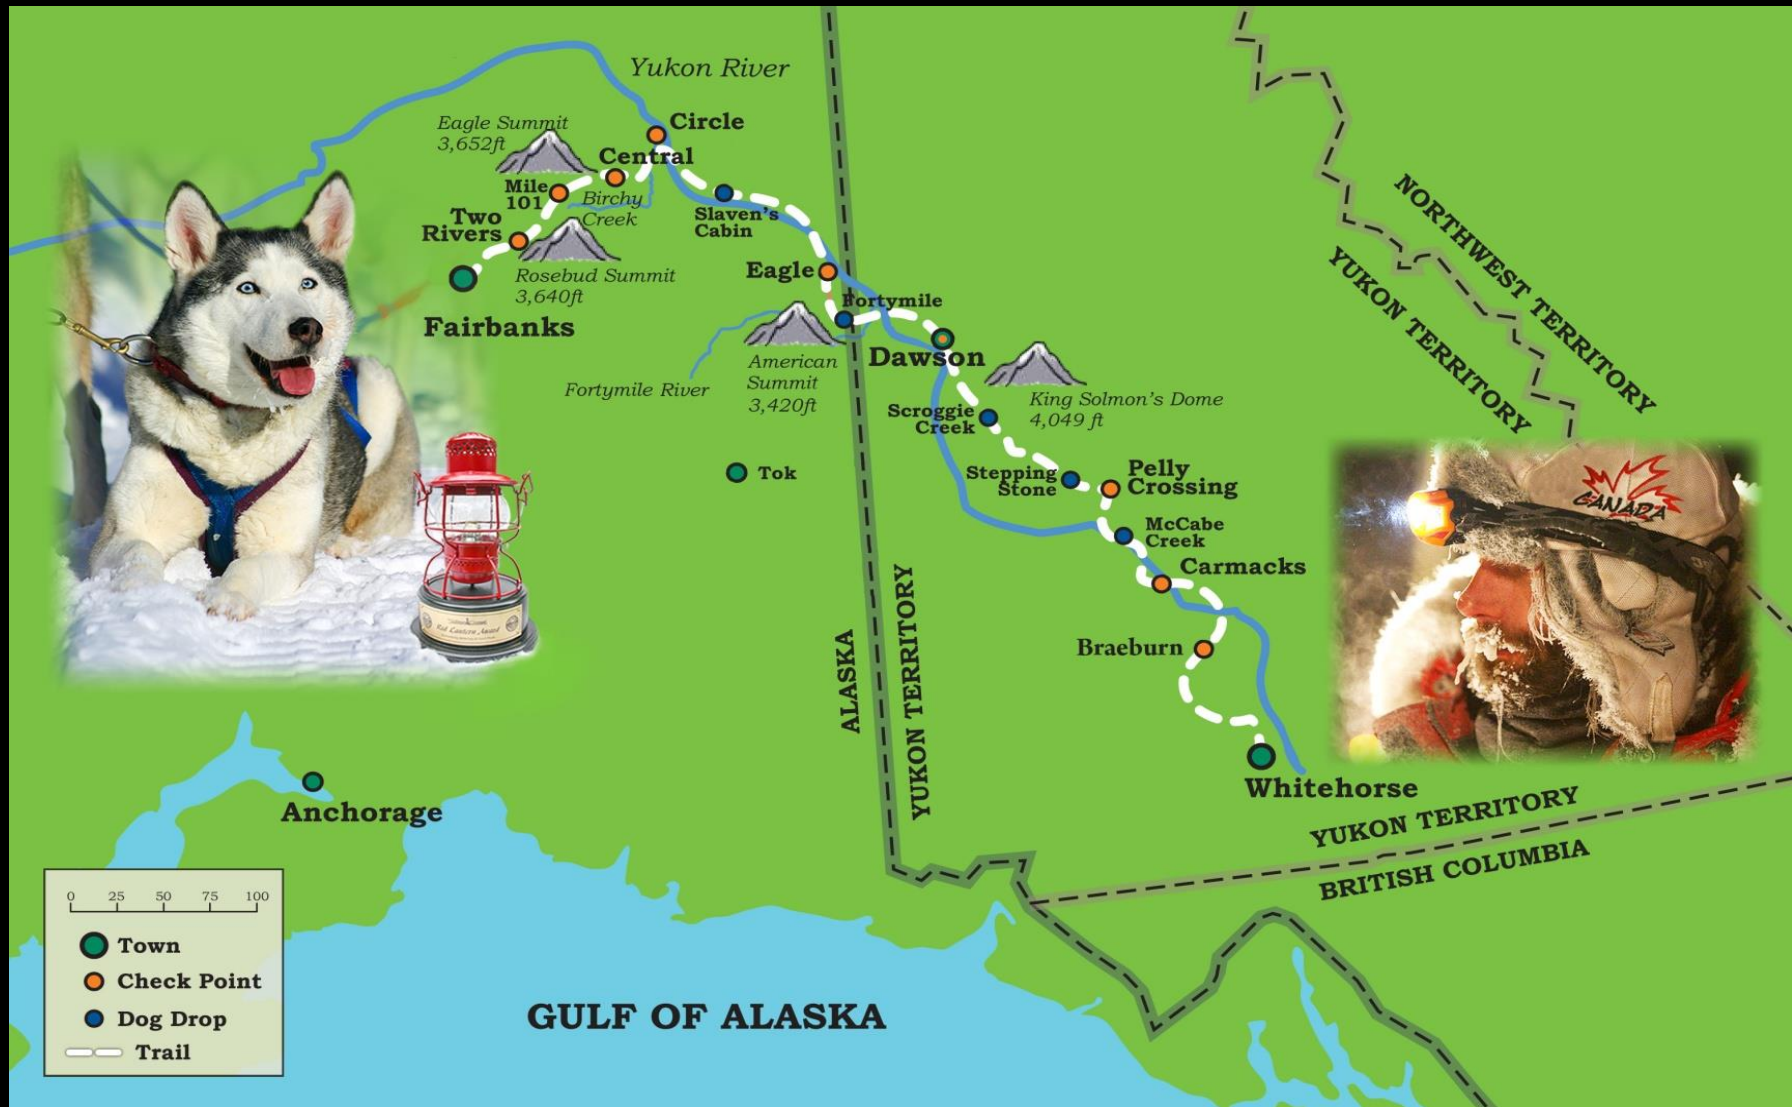 Yukon River
Eagle Summit
3,652ft
Circle
Central
Mile
101
Birchy
Creek
Two
Rivers
Slaven's
Cabin
Rosebud Summit
3,640ft
Fairbanks
Eagle
Fortymile
Dawson
American
Summit
3,420ft
Fortymile River
King Solmon's Dome
4,049 ft
Scroggie
Creek
Tok
Stepping
Stone
Pelly
Crossing
McCabe
Creek
Carmacks
Braeburn
Whitehorse
NORTHWEST TERRITORY
YUKON TERRITORY
CANADA
ALASKA
YUKON TERRITORY
YUKON TERRITORY
BRITISH COLUMBIA
Red Lantern Award
Anchorage
GULF OF ALASKA
0 25 50 75 100
Town
Check Point
Dog Drop
Trail